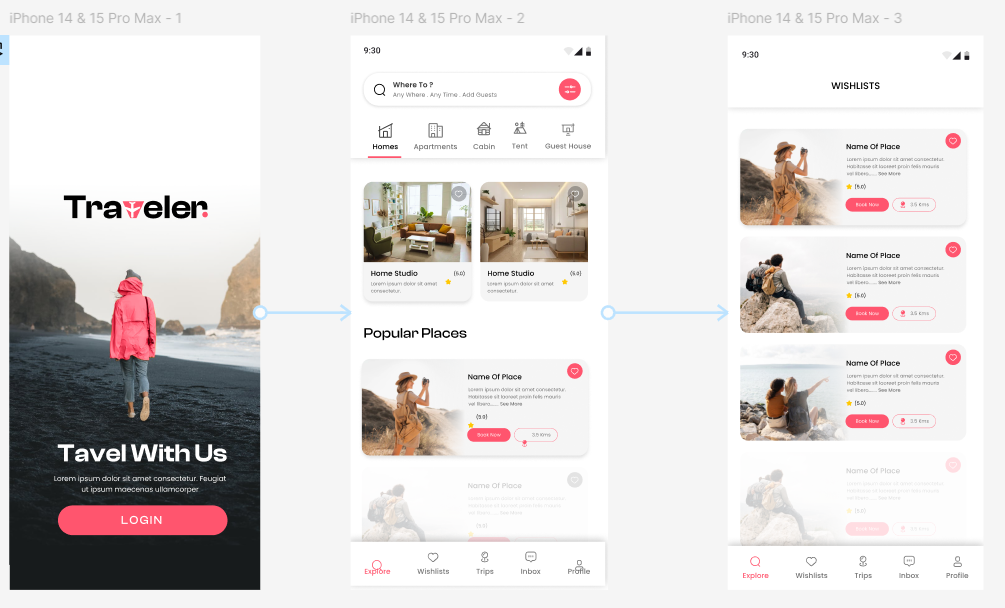 iPhone 14 & 15 Pro Max - 1
Traveler.
Tavel With Us
Lorem ipsum dolor sit amet consectetur. Feugiat
ut ipsum maecenas ullamcorper
LOGIN
iPhone 14 & 15 Pro Max - 2
9:30
Where To ?
Any Where . Any Time . Add Guests
Homes
Apartments
Cabin
Tent
Guest House
Home Studio
(5.0)
Lorem ipsum dolor sit amet
consectetur.
Home Studio
(5.0)
Lorem ipsum dolor sit amet
consectetur.
Popular Places
Name Of Place
Lorem ipsum dolor sit amet consectetur.
Habitasse sit laoreet proin felis mauris
vel libero...... See More
(5.0)
Book Now
3.5 Kms
Name Of Place
Lorem ipsum dolor sit amet consectetur.
Habitasse sit laoreet proin felis mauris
vel libero...... See More
(5.0)
Explore
Wishlists
Trips
Inbox
Profile
iPhone 14 & 15 Pro Max - 3
9:30
WISHLISTS
Name Of Place
Lorem ipsum dolor sit amet consectetur.
Habitasse sit laoreet proin felis mauris
vel libero...... See More
(5.0)
Book Now
3.5 Kms
Name Of Place
Lorem ipsum dolor sit amet consectetur.
Habitasse sit laoreet proin felis mauris
vel libero...... See More
(5.0)
Book Now
3.5 Kms
Name Of Place
Lorem ipsum dolor sit amet consectetur.
Habitasse sit laoreet proin felis mauris
vel libero...... See More
(5.0)
Book Now
3.5 Kms
Name Of Place
Lorem ipsum dolor sit amet consectetur.
Habitasse sit laoreet proin felis mauris
vel libero...... See More
(5.0)
Book Now
3.5 Kms
Explore
Wishlists
Trips
Inbox
Profile